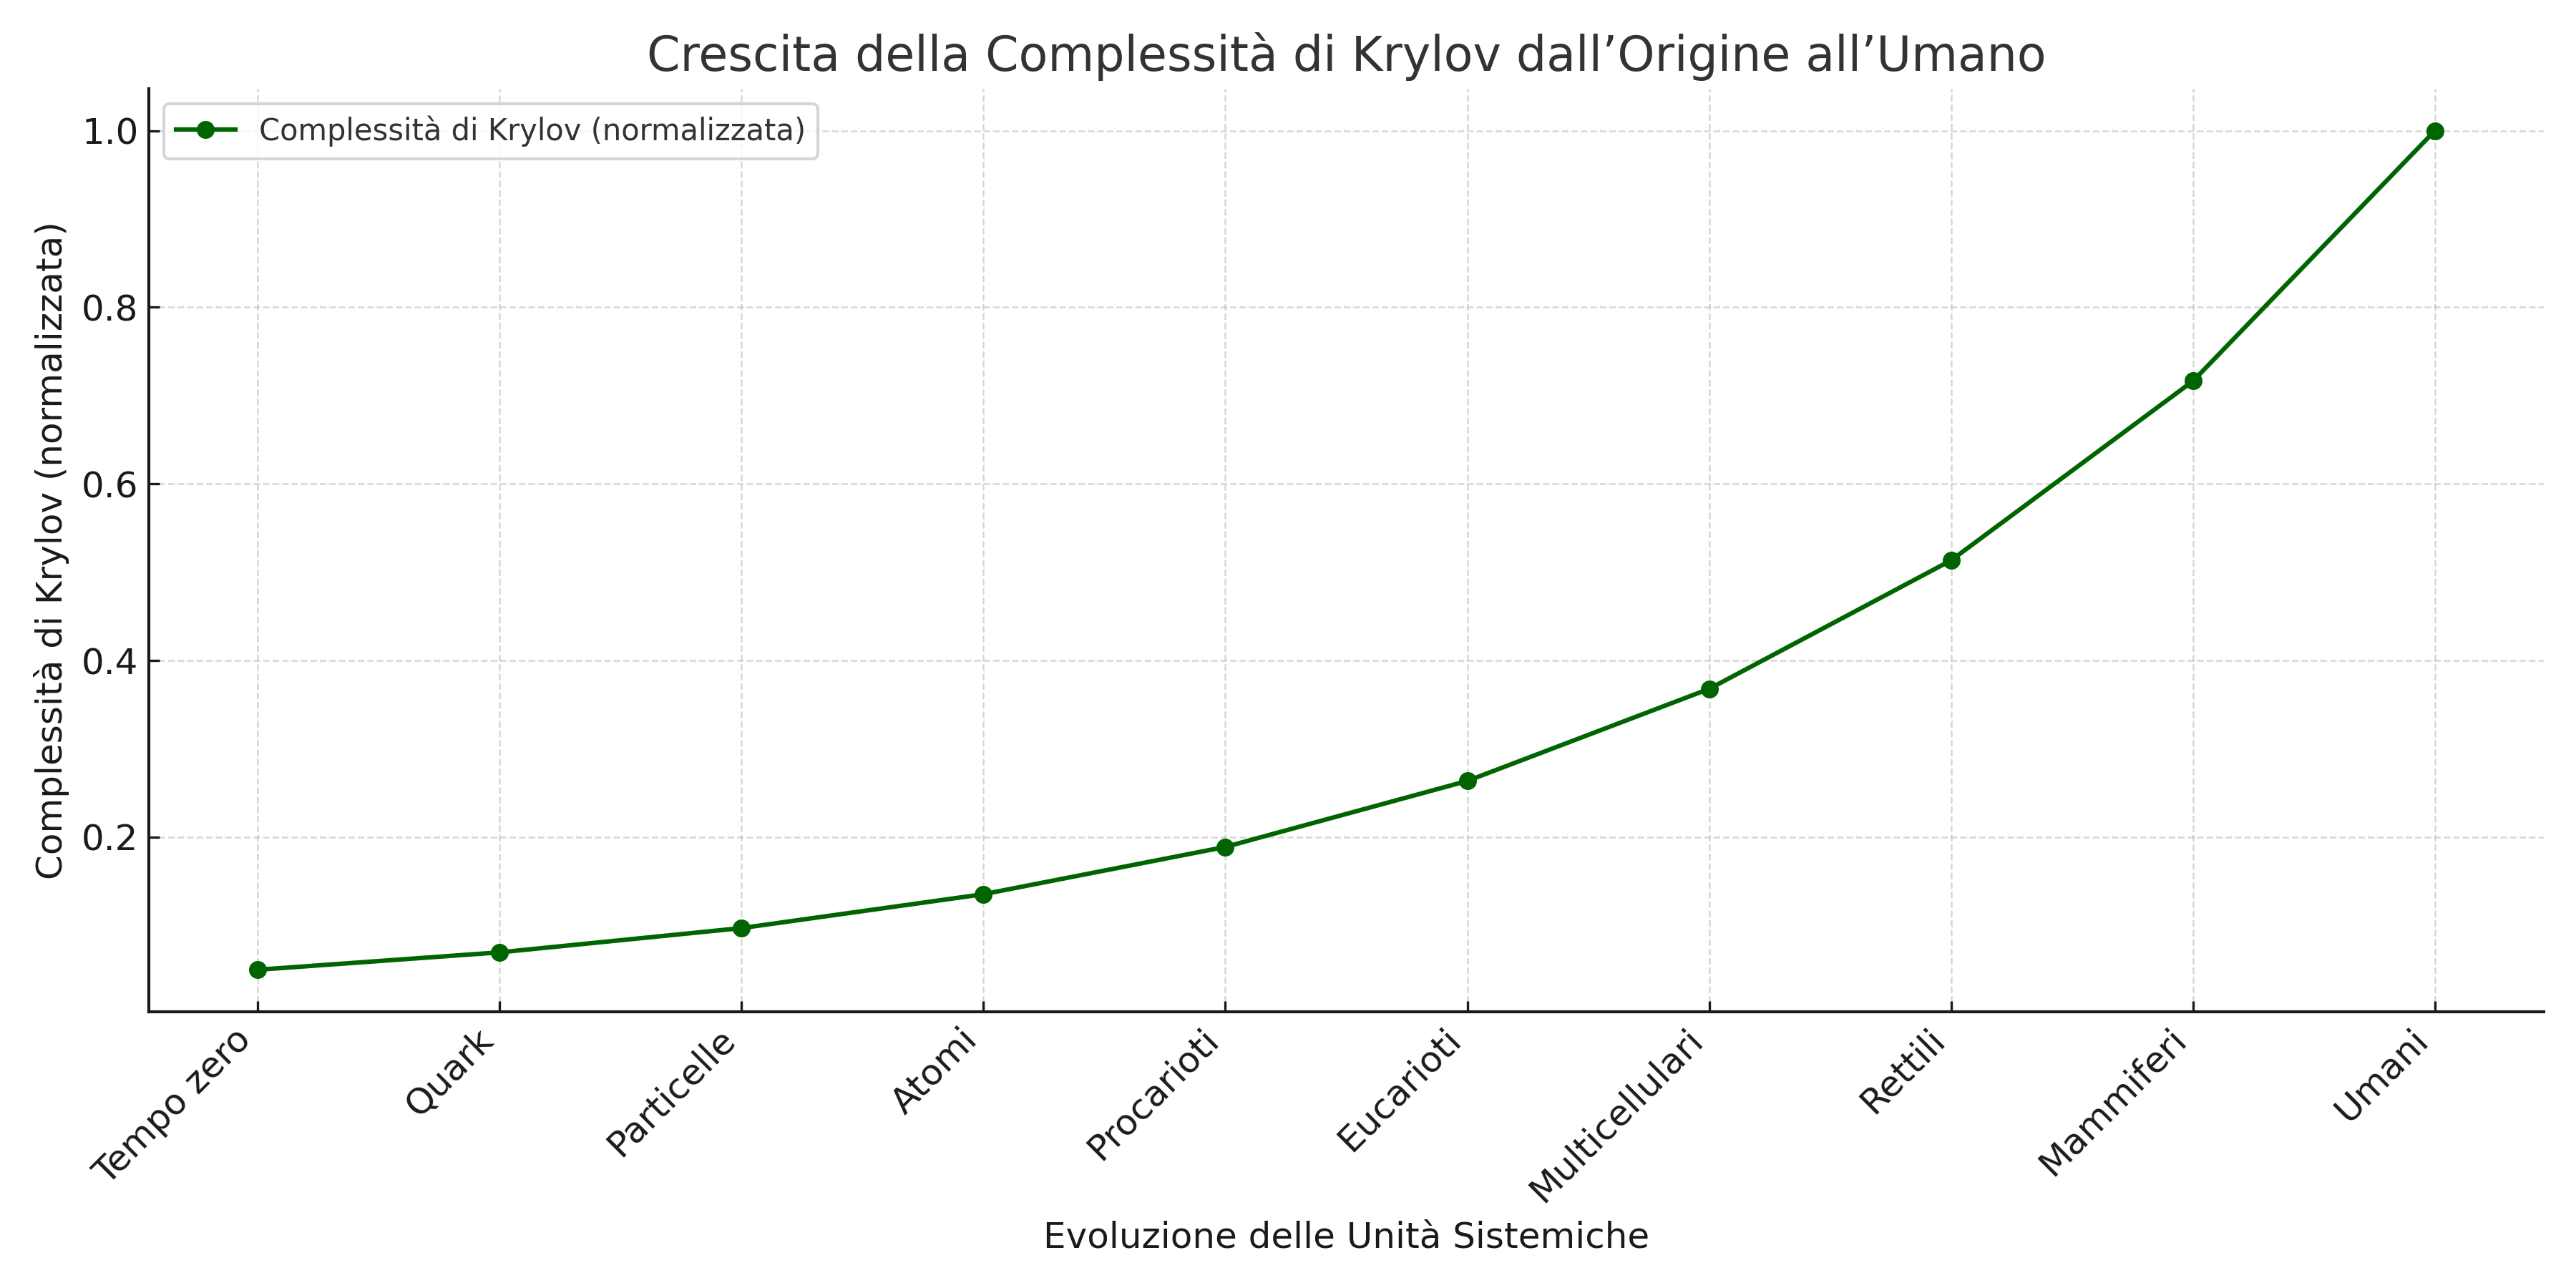 Crescita della Complessità di Krylov dall’Origine all’Umano
Complessità di Krylov (normalizzata)
Complessità di Krylov (normalizzata)
1.0
0.8
0.6
0.4
0.2
Tempo zero
Quark
Particelle
Atomi
Procarioti
Eucarioti
Multicellulari
Rettili
Mammiferi
Umani
Evoluzione delle Unità Sistemiche